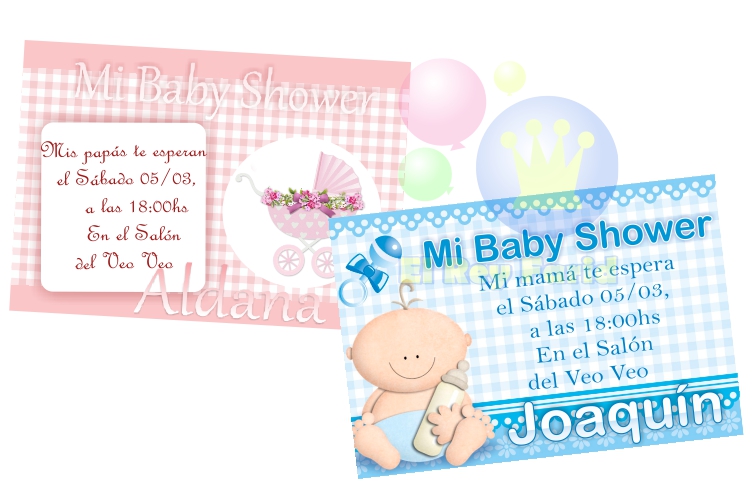 Mi Baby Shower
Mis papás te esperan
el Sábado 05/03,
a las 18:00hs
En el Salón
del Veo Veo
Aldana
Mi Baby Shower
Mi mamá te espera
el Sábado 05/03,
a las 18:00hs
En el Salón
del Veo Veo
Joaquín